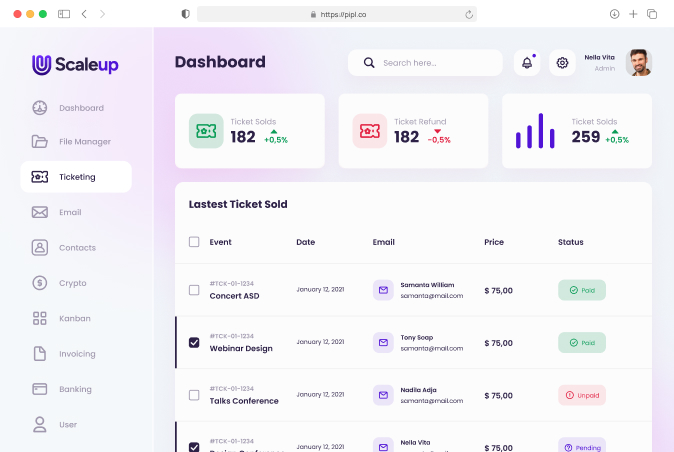 https://pipl.co
Scaleup
Dashboard
Search here...
Nella Vita
Admin
Dashboard
File Manager
Ticketing
Email
Contacts
Crypto
Kanban
Invoicing
Banking
User
Ticket Solds
182
+0,5%
Ticket Refund
182
-0,5%
Ticket Solds
259
+0,5%
Lastest Ticket Sold
Event Date Email Price Status
#TCK-01-1234
Concert ASD
January 12, 2021
Samanta William
samanta@mail.com
$ 75,00
Paid
#TCK-01-1234
Webinar Design
January 12, 2021
Tony Soap
samanta@mail.com
$ 75,00
Paid
#TCK-01-1234
Talks Conference
January 12, 2021
Nadila Adja
samanta@mail.com
$ 75,00
Unpaid
#TCK-01-1234
January 12, 2021
Nella Vita
$ 75,00
Pending